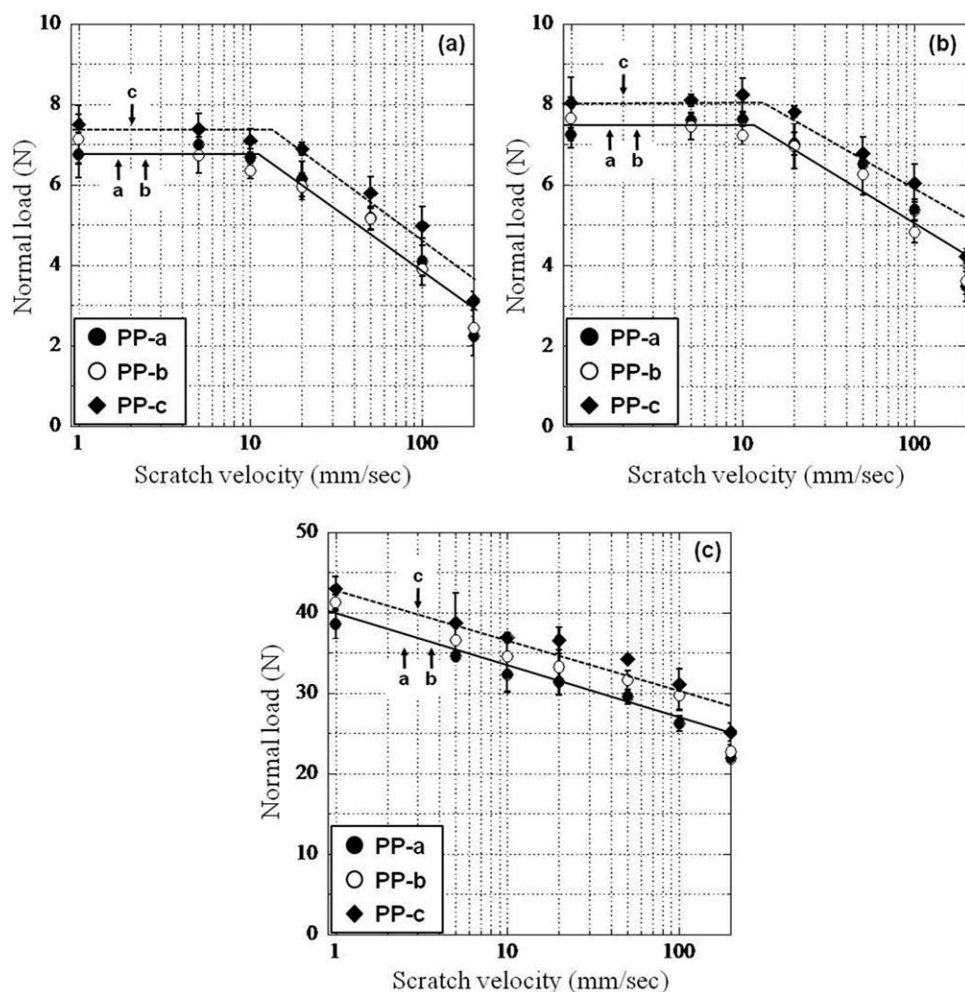 (a)
Normal load (N)
10
8
6
4
2
0
c
a b
PP-a
PP-b
PP-c
1 10 100
Scratch velocity (mm/sec)
(b)
Normal load (N)
10
8
6
4
2
0
c
a b
PP-a
PP-b
PP-c
1 10 100
Scratch velocity (mm/sec)
(c)
Normal load (N)
50
40
30
20
10
0
c
a b
PP-a
PP-b
PP-c
1 10 100
Scratch velocity (mm/sec)